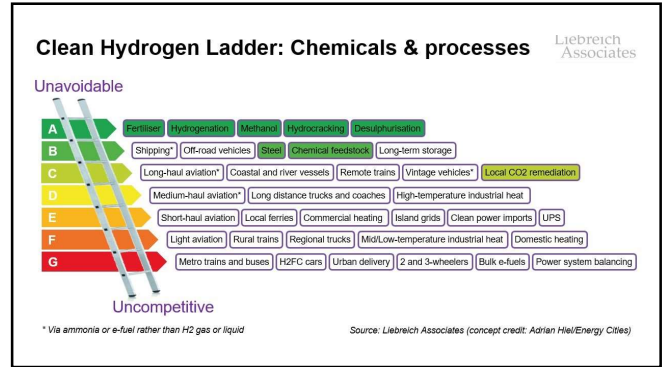 Clean Hydrogen Ladder: Chemicals & processes
Liebreich
Associates
Unavoidable
A Fertiliser Hydrogenation Methanol Hydrocracking Desulphurisation
B Shipping* Off-road vehicles Steel Chemical feedstock Long-term storage
C Long-haul aviation* Coastal and river vessels Remote trains Vintage vehicles* Local CO2 remediation
D Medium-haul aviation* Long distance trucks and coaches High-temperature industrial heat
E Short-haul aviation Local ferries Commercial heating Island grids Clean power imports UPS
F Light aviation Rural trains Regional trucks Mid/Low-temperature industrial heat Domestic heating
G Metro trains and buses H2FC cars Urban delivery 2 and 3-wheelers Bulk e-fuels Power system balancing
Uncompetitive
* Via ammonia or e-fuel rather than H2 gas or liquid
Source: Liebreich Associates (concept credit: Adrian Hiel/Energy Cities)